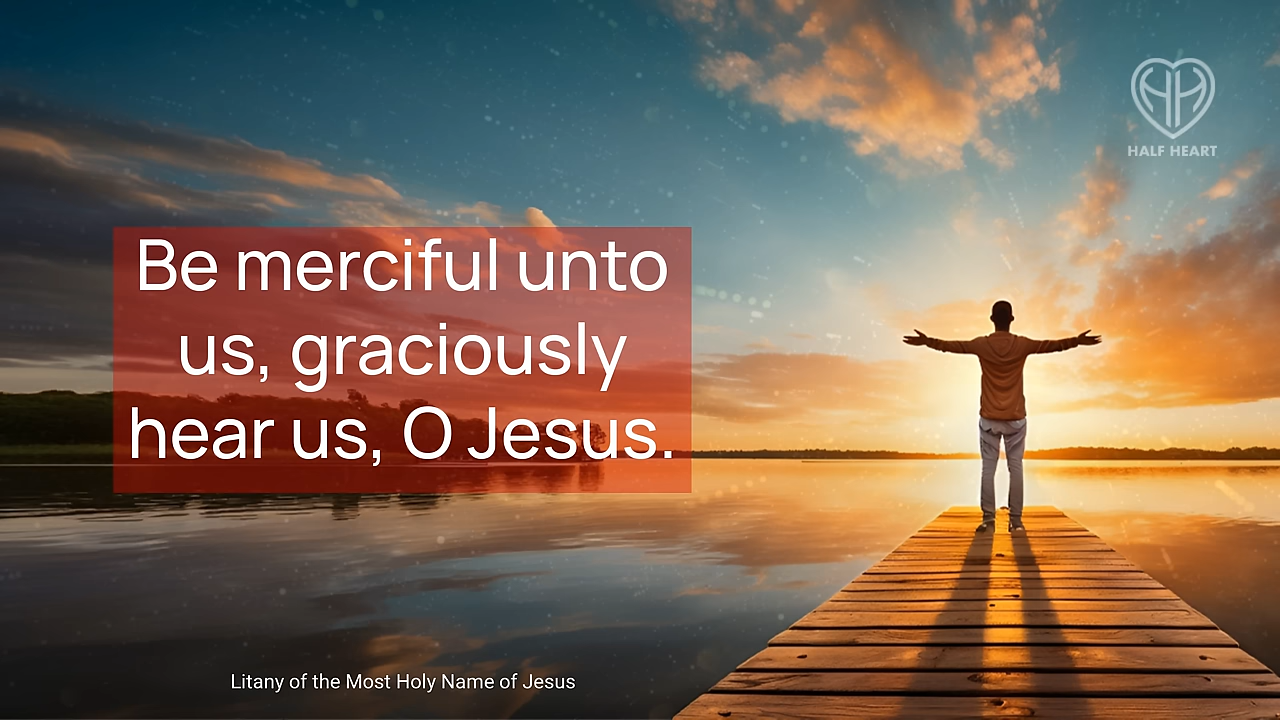 HALF HEART
Be merciful unto
us, graciously
hear us, O Jesus.
Litany of the Most Holy Name of Jesus